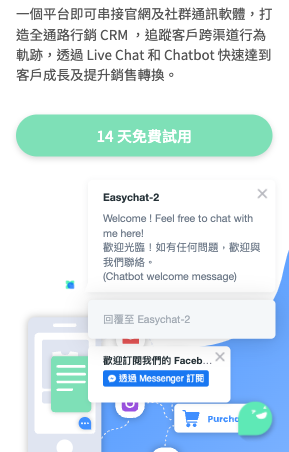 一個平台即可串接官網及社群通訊軟體，打
造全通路行銷 CRM ，追蹤客戶跨渠道行為
軌跡，透過 Live Chat 和 Chatbot 快速達到
客戶成長及提升銷售轉換。
14 天免費試用
Easychat-2
Welcome ! Feel free to chat with
me here!
歡迎光臨！如有任何問題，歡迎與
我們聯絡。
(Chatbot welcome message)
回覆至 Easychat-2
歡迎訂閱我們的 Faceb...
透過 Messenger 訂閱
Purcha